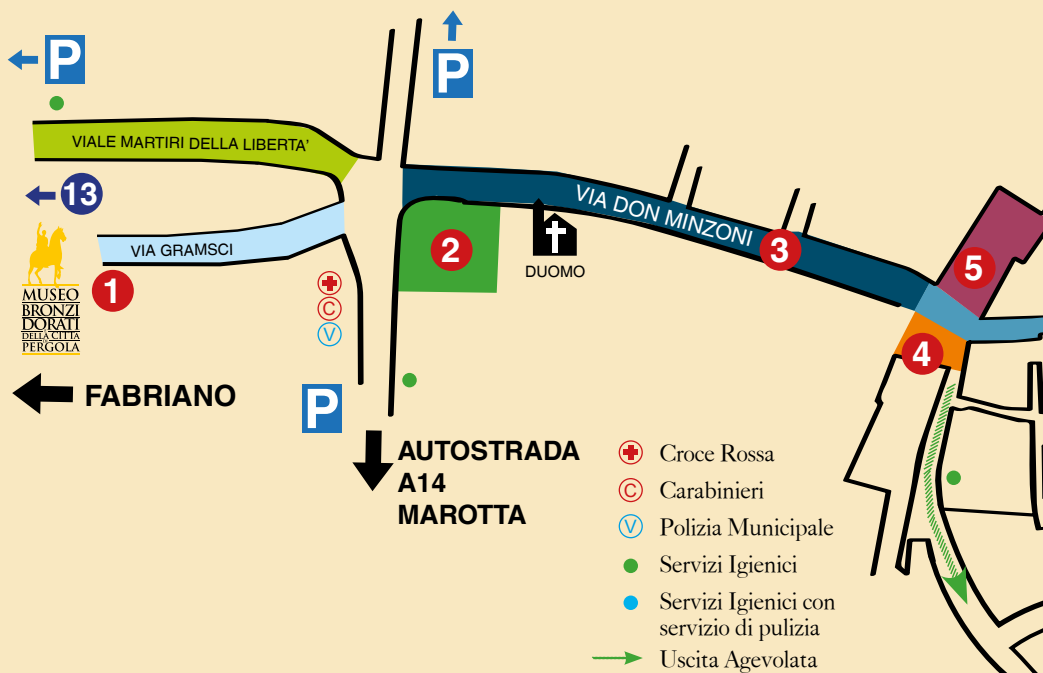 P
P
VIALE MARTIRI DELLA LIBERTA'
13
VIA GRAMSCI
1
MUSEO
BRONZI
DORATI
DELLA CITTÀ
PERGOLA
C
V
FABRIANO
P
2
DUOMO
VIA DON MINZONI
3
4
5
AUTOSTRADA
A14
MAROTTA
Croce Rossa
C Carabinieri
V Polizia Municipale
Servizi Igienici
Servizi Igienici con
servizio di pulizia
Uscita Agevolata